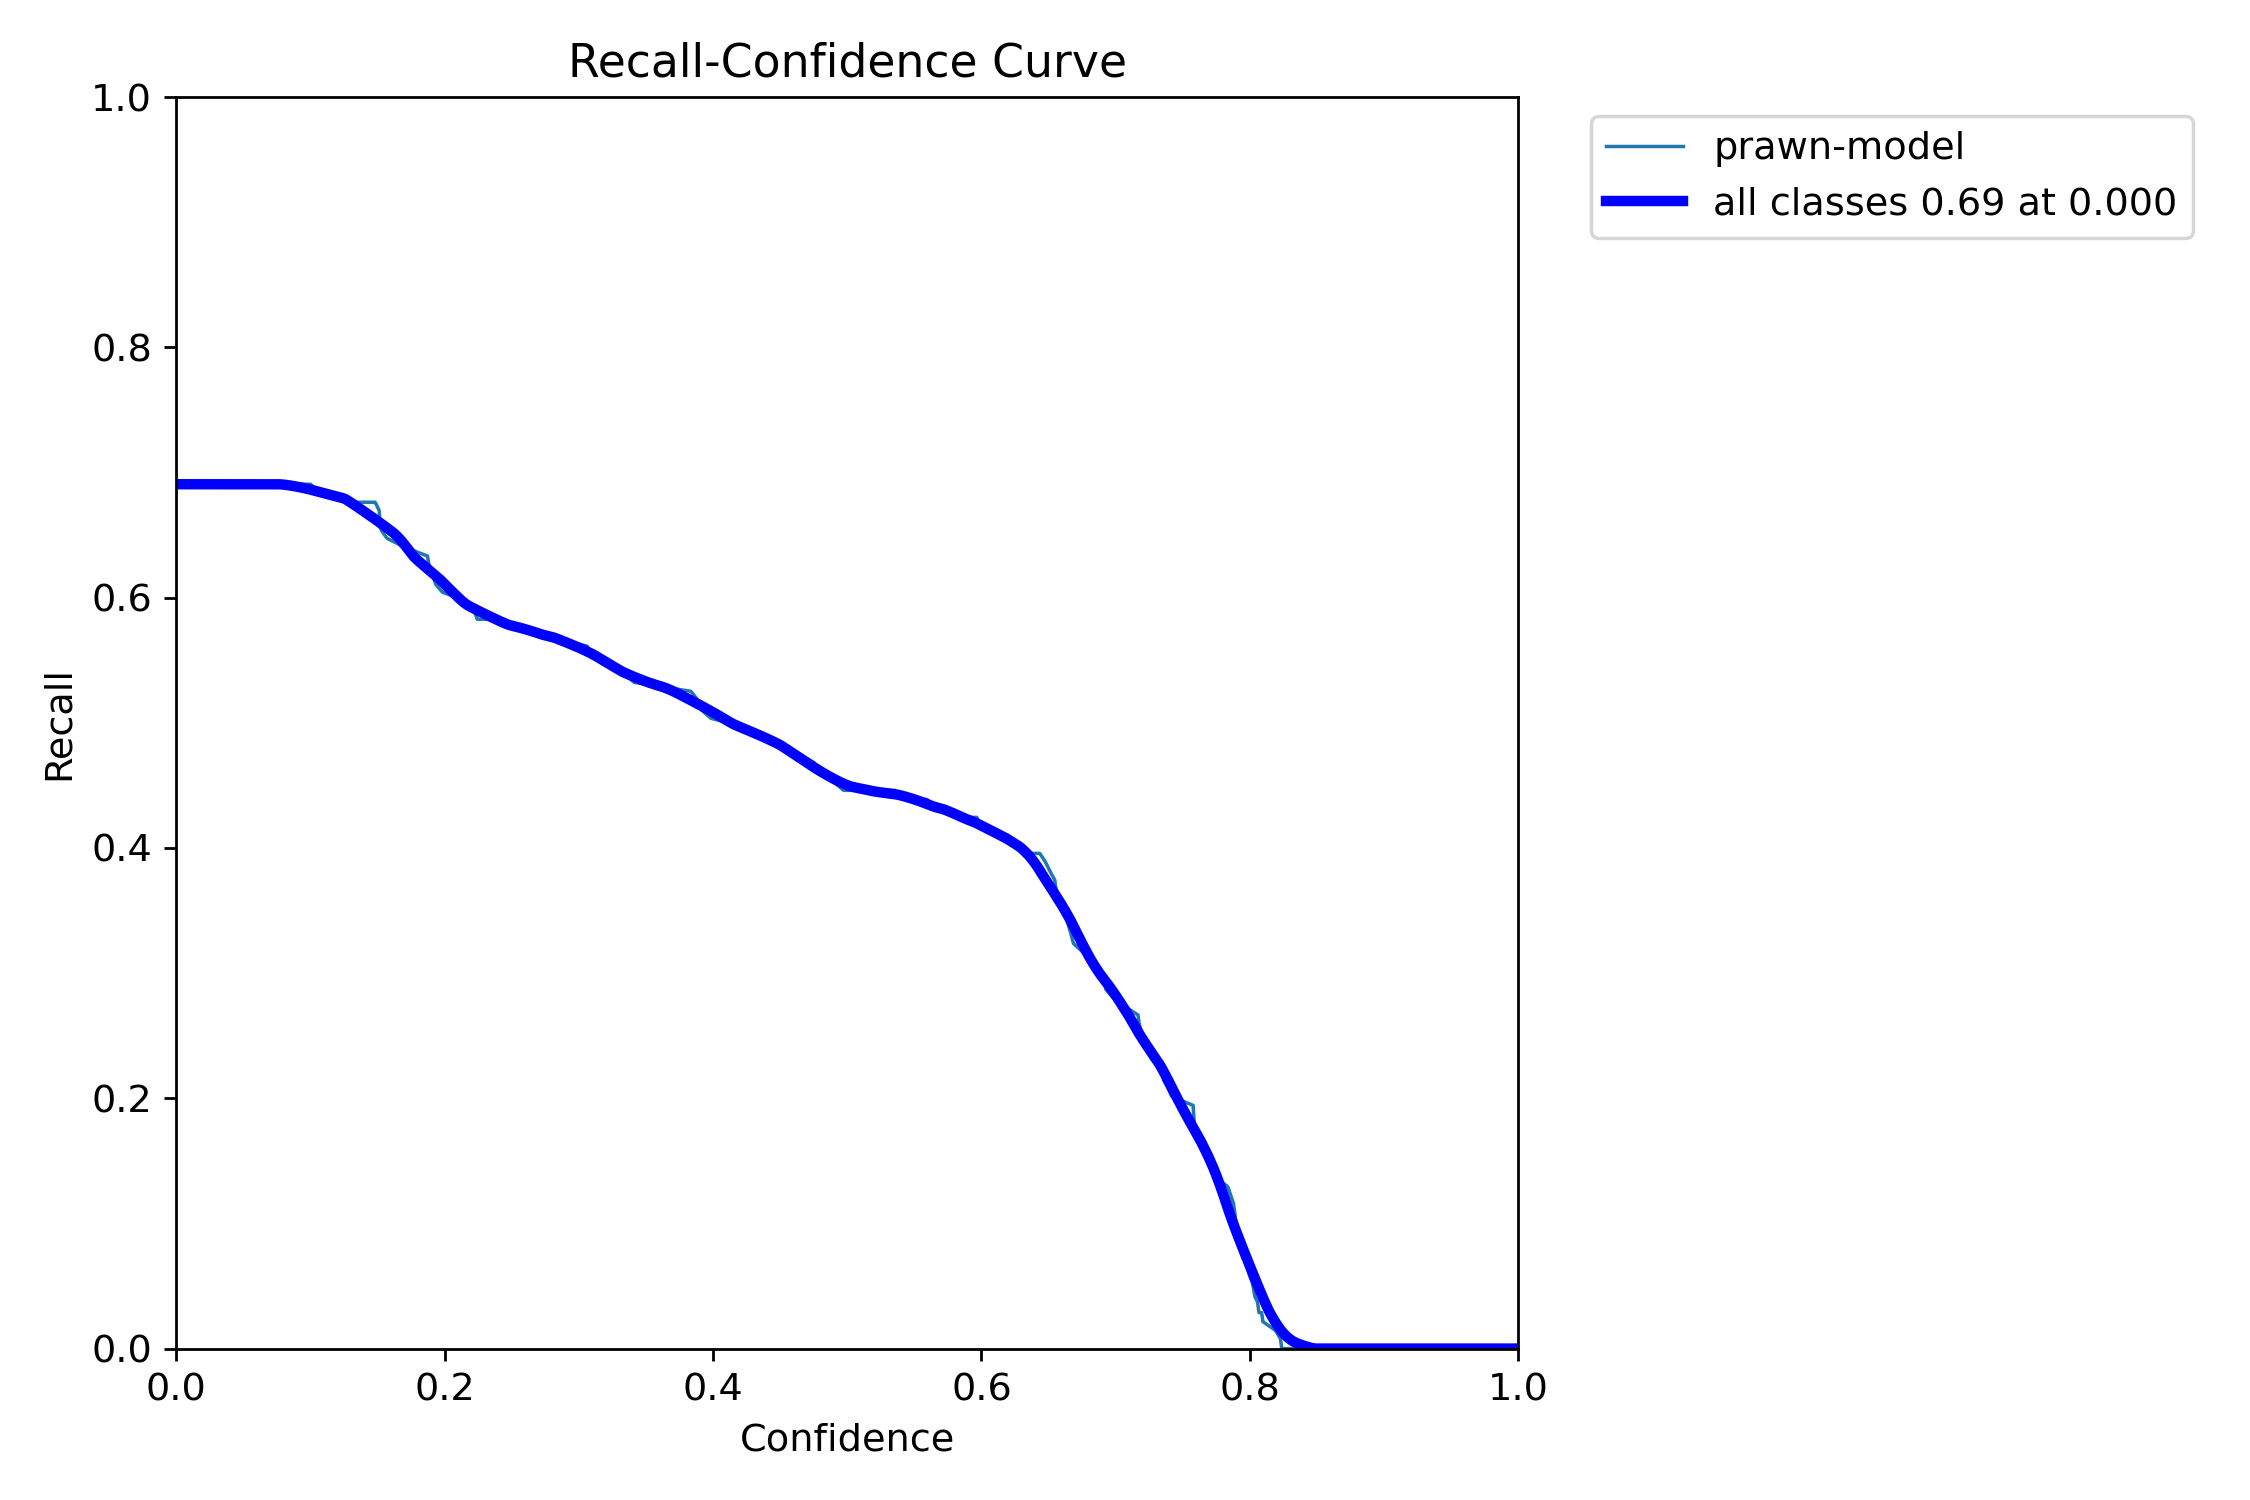 Recall-Confidence Curve
1.0
0.8
0.6
0.4
0.2
0.0
Recall
0.0 0.2 0.4 0.6 0.8 1.0
Confidence
prawn-model
all classes 0.69 at 0.000